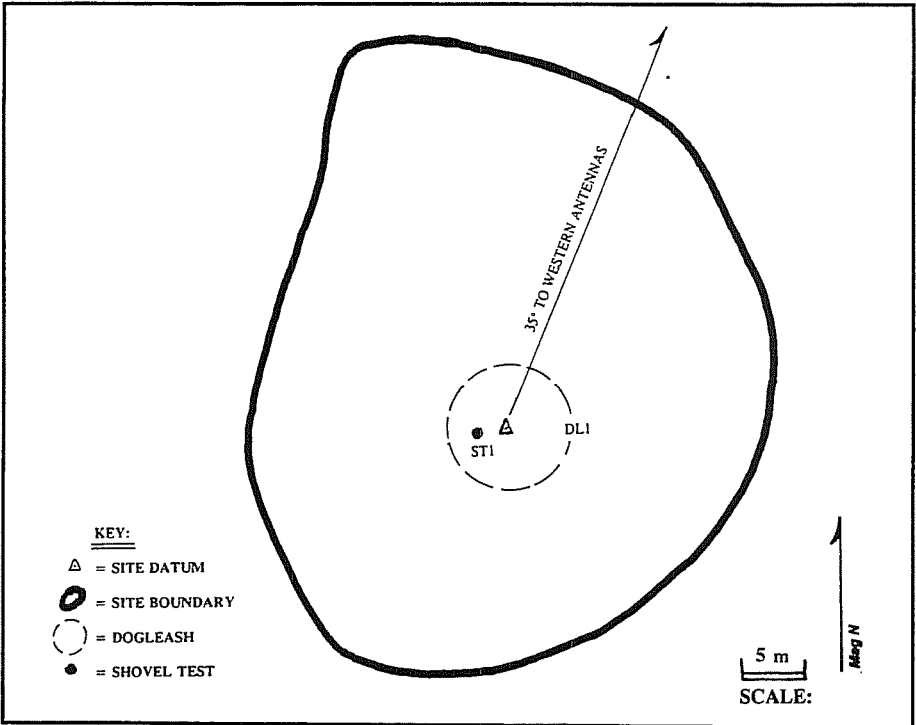 35° TO WESTERN ANTENNAS
DL1
ST1
KEY:
= SITE DATUM
= SITE BOUNDARY
= DOGLEASH
= SHOVEL TEST
5 m
SCALE:
Mag N